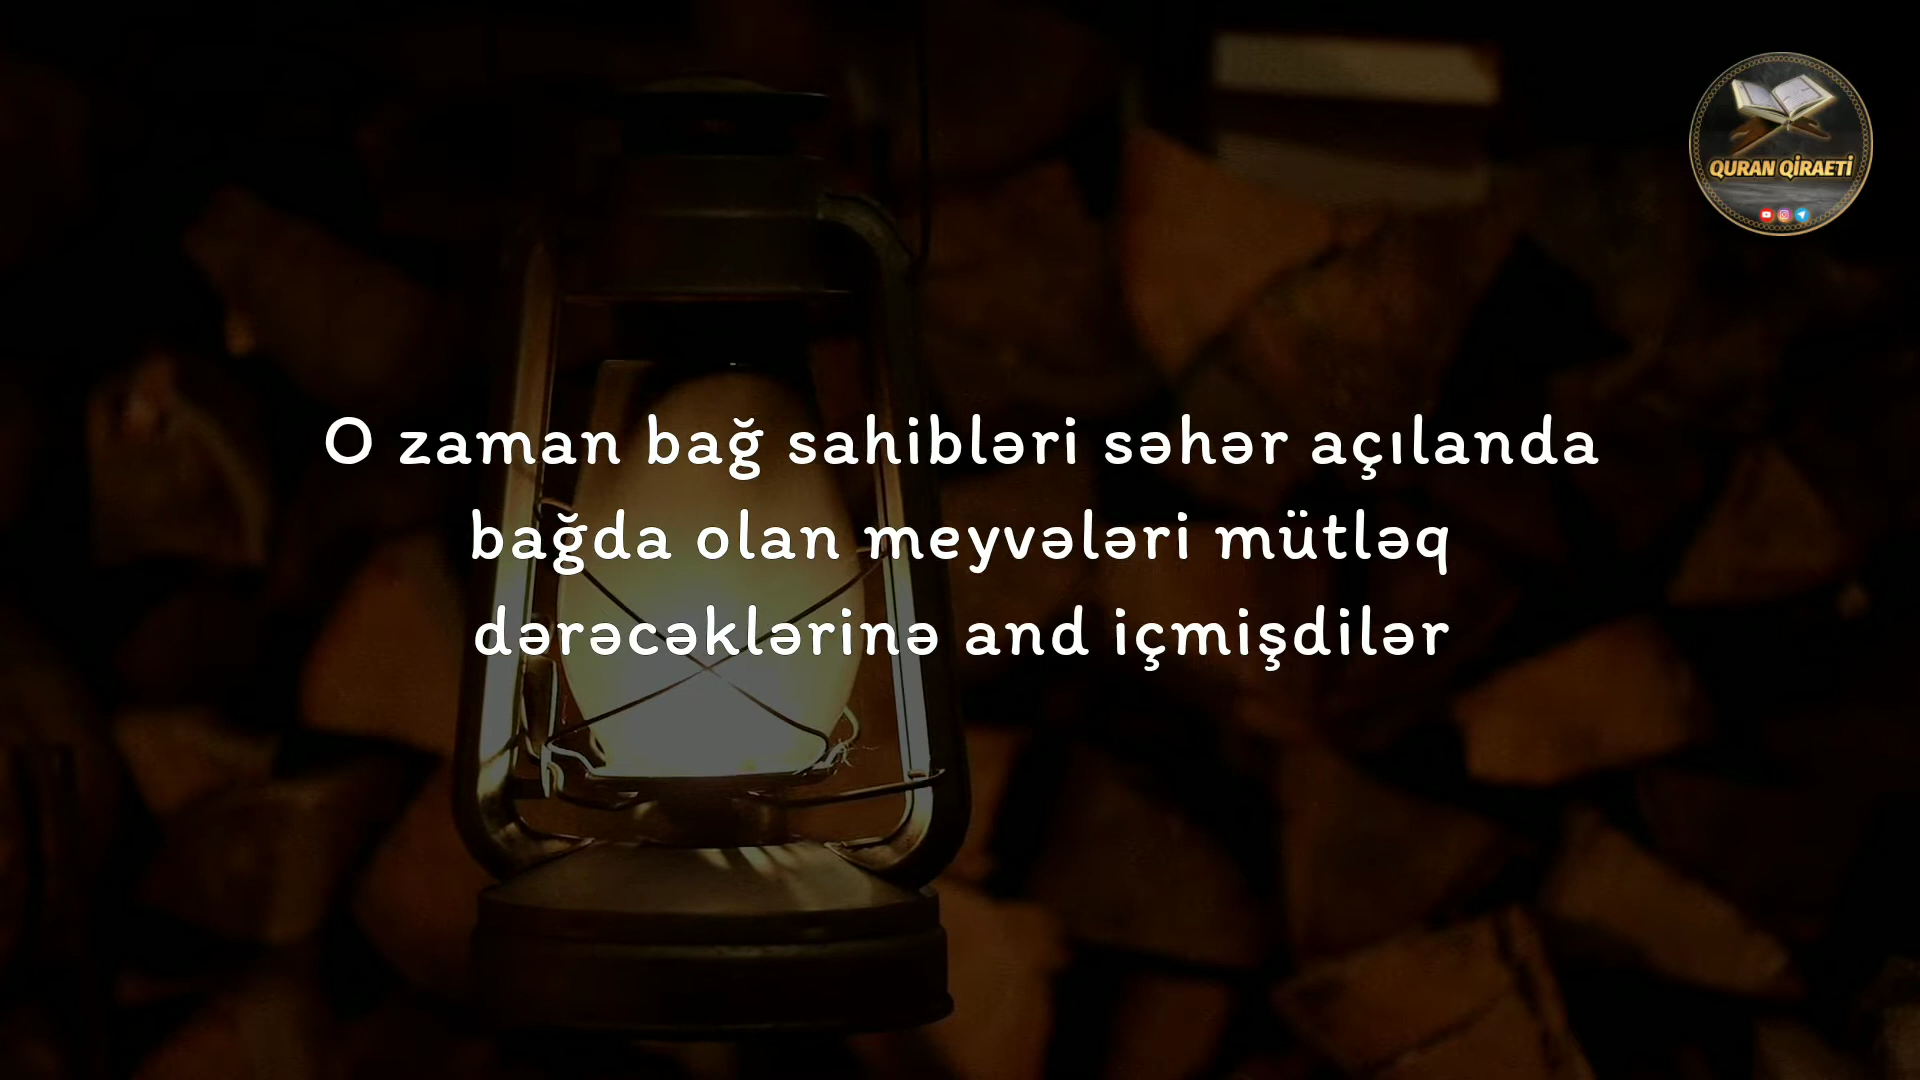 QURAN QİRAETİ
O zaman bağ sahibləri səhər açılanda
bağda olan meyvələri mütləq
dərəcəklərinə and içmişdilər